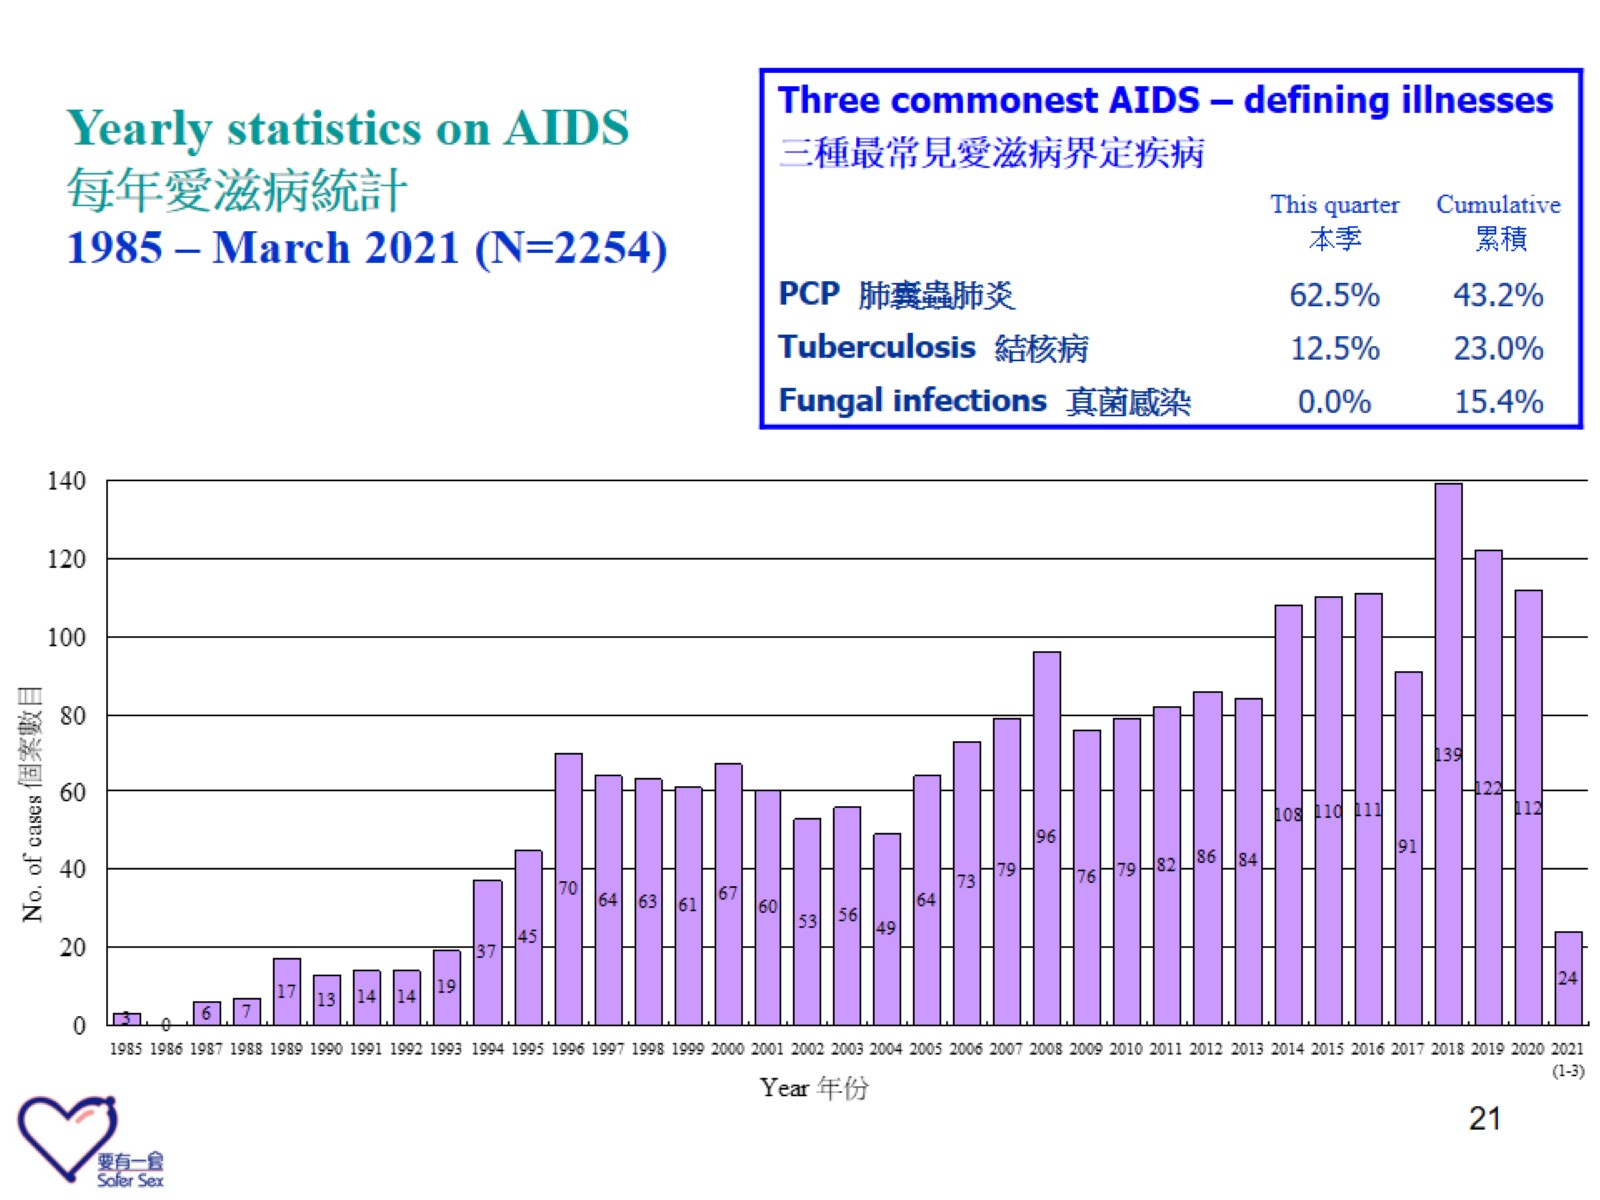 Yearly statistics on AIDS
每年愛滋病統計
1985 – March 2021 (N=2254)
Three commonest AIDS – defining illnesses
三種最常見愛滋病界定疾病
This quarter Cumulative
本季 累積
PCP 肺囊蟲肺炎 62.5% 43.2%
Tuberculosis 結核病 12.5% 23.0%
Fungal infections 真菌感染 0.0% 15.4%
No. of cases 個案數目
140
120
100
80
60
40
20
0
3 0 6 7 17 13 14 14 19 37 45 70 64 63 61 67 60 53 56 49 64 73 79 96 76 79 82 86 84 108 110 111 91 139 122 112 24
1985 1986 1987 1988 1989 1990 1991 1992 1993 1994 1995 1996 1997 1998 1999 2000 2001 2002 2003 2004 2005 2006 2007 2008 2009 2010 2011 2012 2013 2014 2015 2016 2017 2018 2019 2020 2021
(1-3)
Year 年份
21
要有一套
Safer Sex